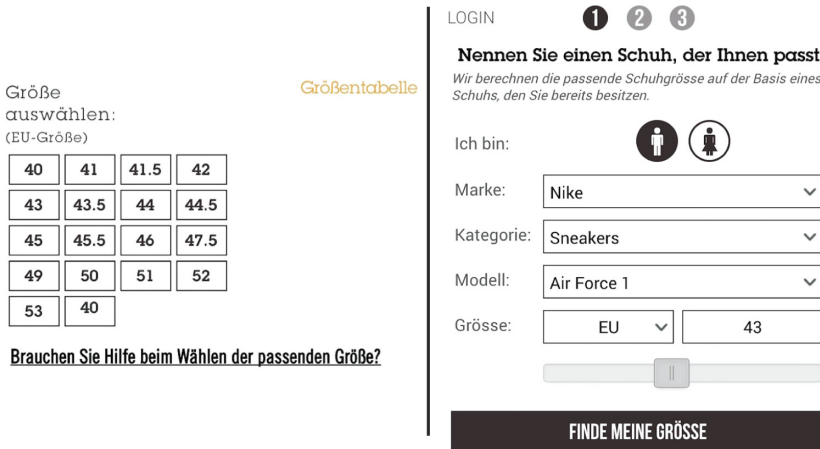 Größe
auswählen:
(EU-Größe)
Größentabelle
40 41 41.5 42
43 43.5 44 44.5
45 45.5 46 47.5
49 50 51 52
53 40
Brauchen Sie Hilfe beim Wählen der passenden Größe?
LOGIN 1 2 3
Nennen Sie einen Schuh, der Ihnen passt
Wir berechnen die passende Schuhgrösse auf der Basis eines
Schuhs, den Sie bereits besitzen.
Ich bin:
Marke: Nike
Kategorie: Sneakers
Modell: Air Force 1
Grösse: EU 43
FINDE MEINE GRÖSSE